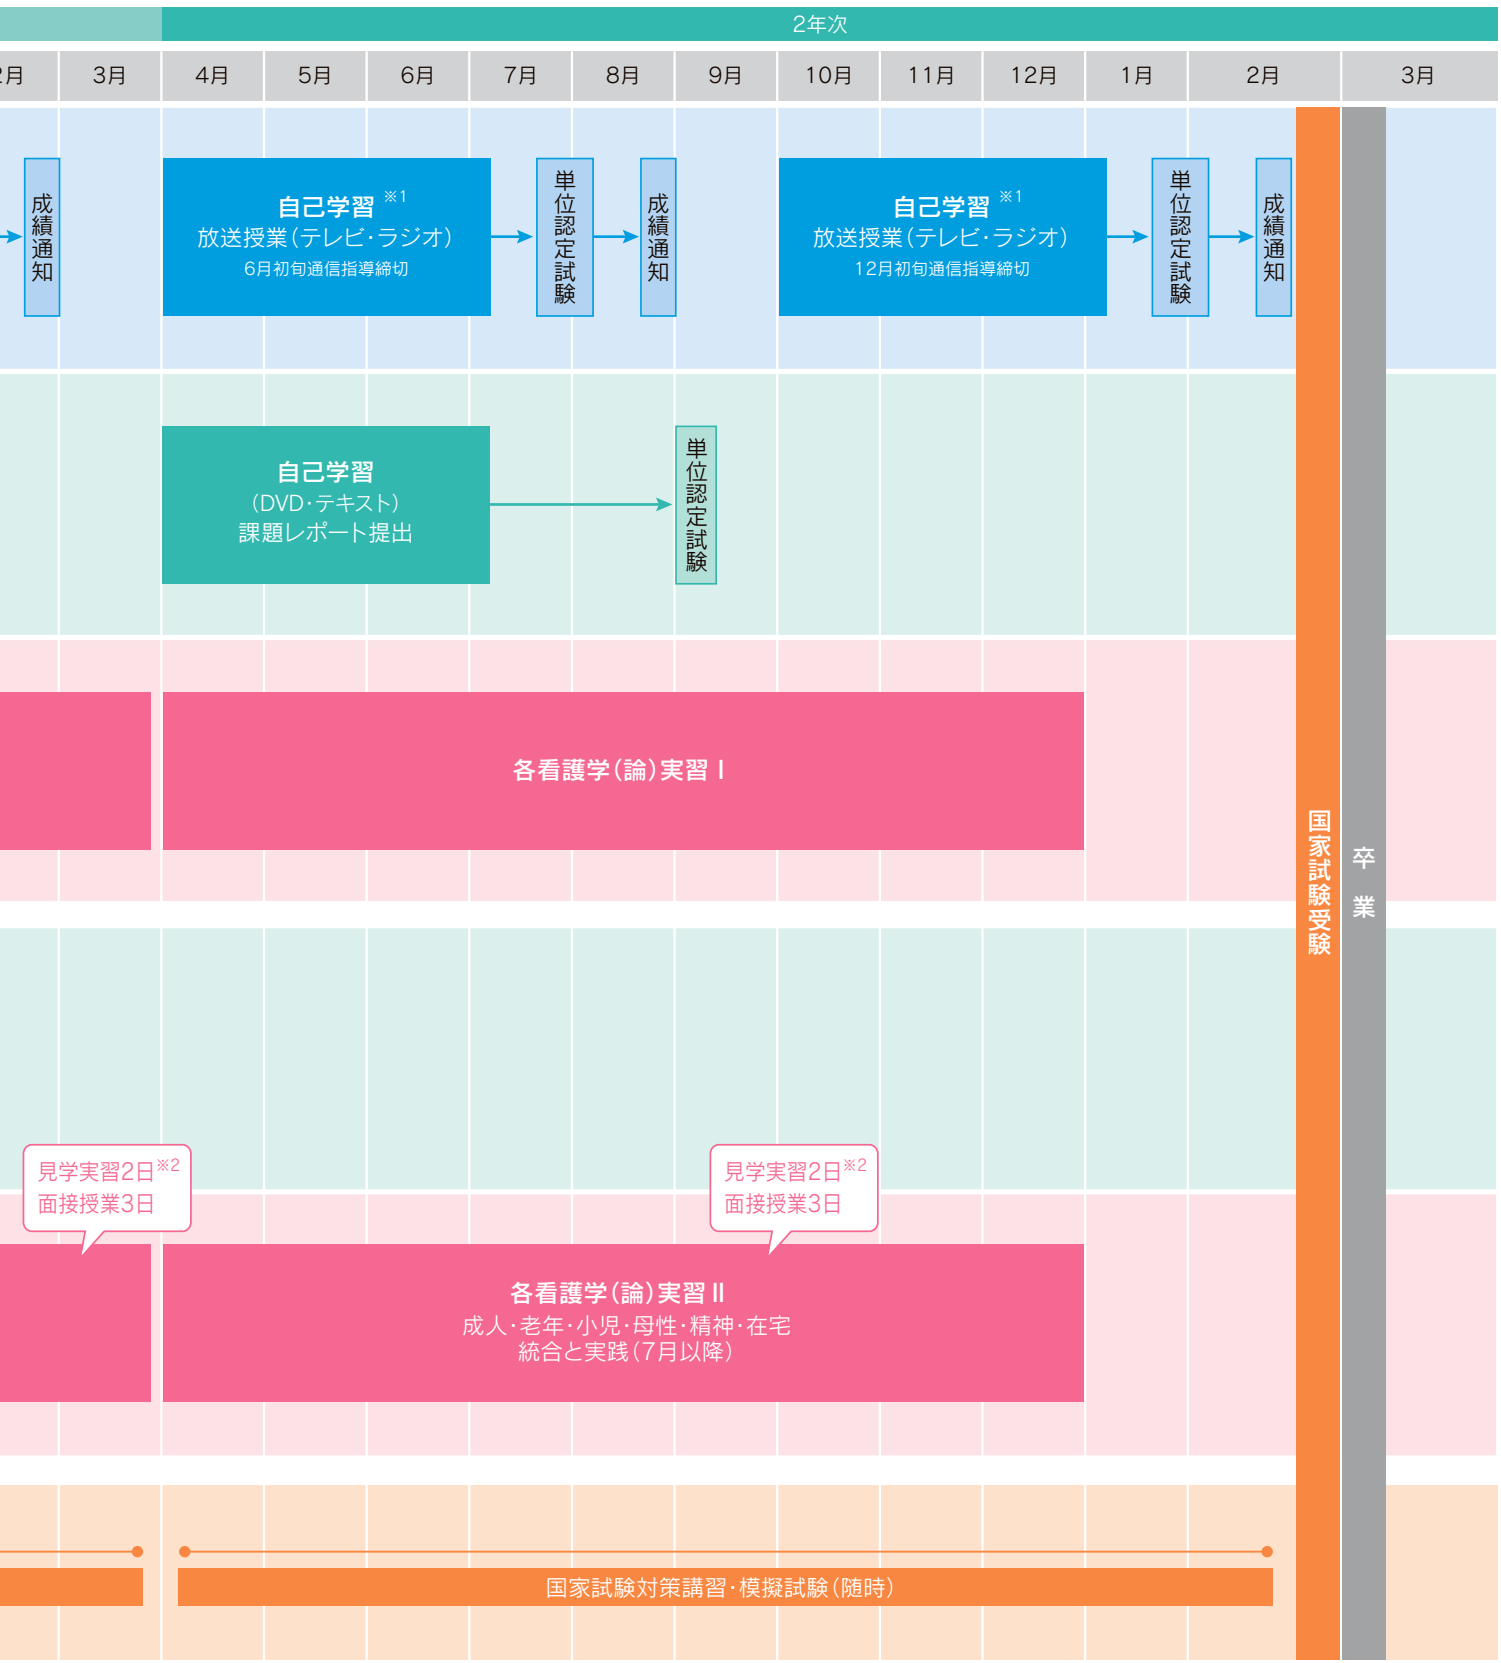 2年次
2月
3月
4月
5月
6月
7月
8月
9月
10月
11月
12月
1月
2月
3月
成績通知
自己学習 ※1
放送授業(テレビ・ラジオ)
6月初旬通信指導締切
単位認定試験
成績通知
自己学習 ※1
放送授業(テレビ・ラジオ)
12月初旬通信指導締切
単位認定試験
成績通知
自己学習
(DVD・テキスト)
課題レポート提出
単位認定試験
各看護学(論)実習Ⅰ
国家試験受験
卒業
見学実習2日※2
面接授業3日
見学実習2日※2
面接授業3日
各看護学(論)実習Ⅱ
成人・老年・小児・母性・精神・在宅
統合と実践(7月以降)
国家試験対策講習・模擬試験(随時)